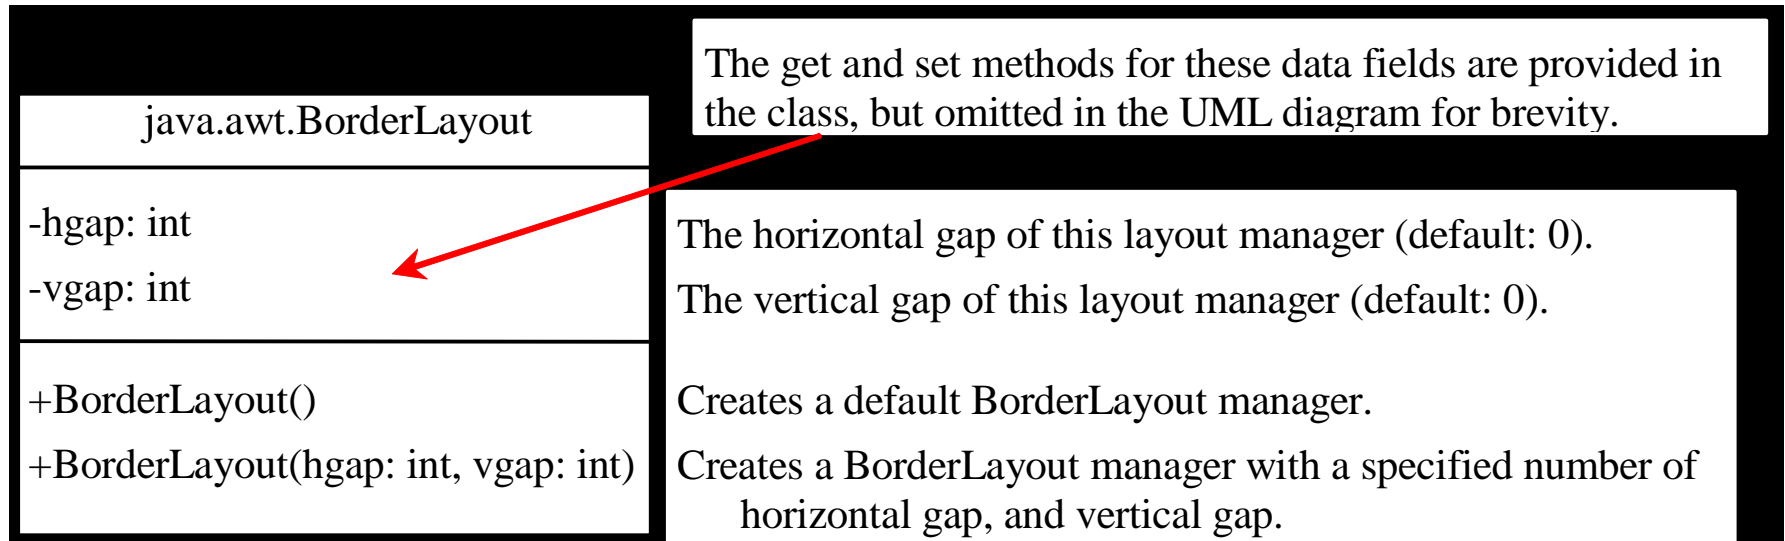 The get and set methods for these data fields are provided in
the class, but omitted in the UML diagram for brevity.
java.awt.BorderLayout
-hgap: int
The horizontal gap of this layout manager (default: 0).
-vgap: int
The vertical gap of this layout manager (default: 0).
+BorderLayout()
Creates a default BorderLayout manager.
+BorderLayout(hgap: int, vgap: int)
Creates a BorderLayout manager with a specified number of
horizontal gap, and vertical gap.